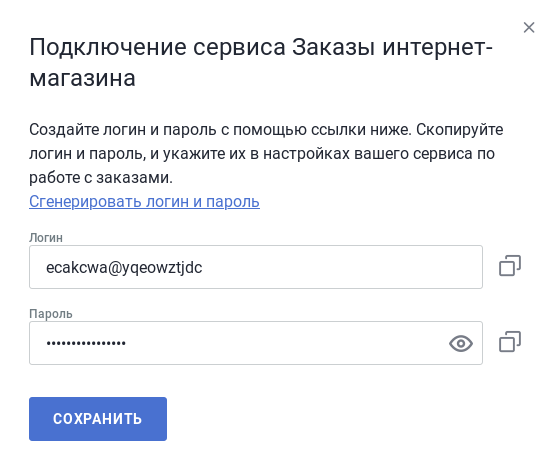 Подключение сервиса Заказы интернет-
магазина
Создайте логин и пароль с помощью ссылки ниже. Скопируйте
логин и пароль, и укажите их в настройках вашего сервиса по
работе с заказами.
Сгенерировать логин и пароль
Логин
ecakcwa@yqeowztjdc
Пароль
••••••••••••••••
СОХРАНИТЬ